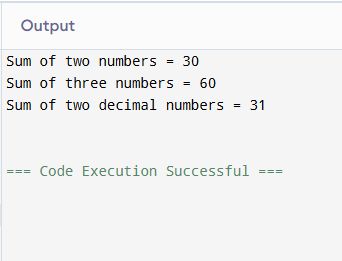 Output
Sum of two numbers = 30
Sum of three numbers = 60
Sum of two decimal numbers = 31
=== Code Execution Successful ===